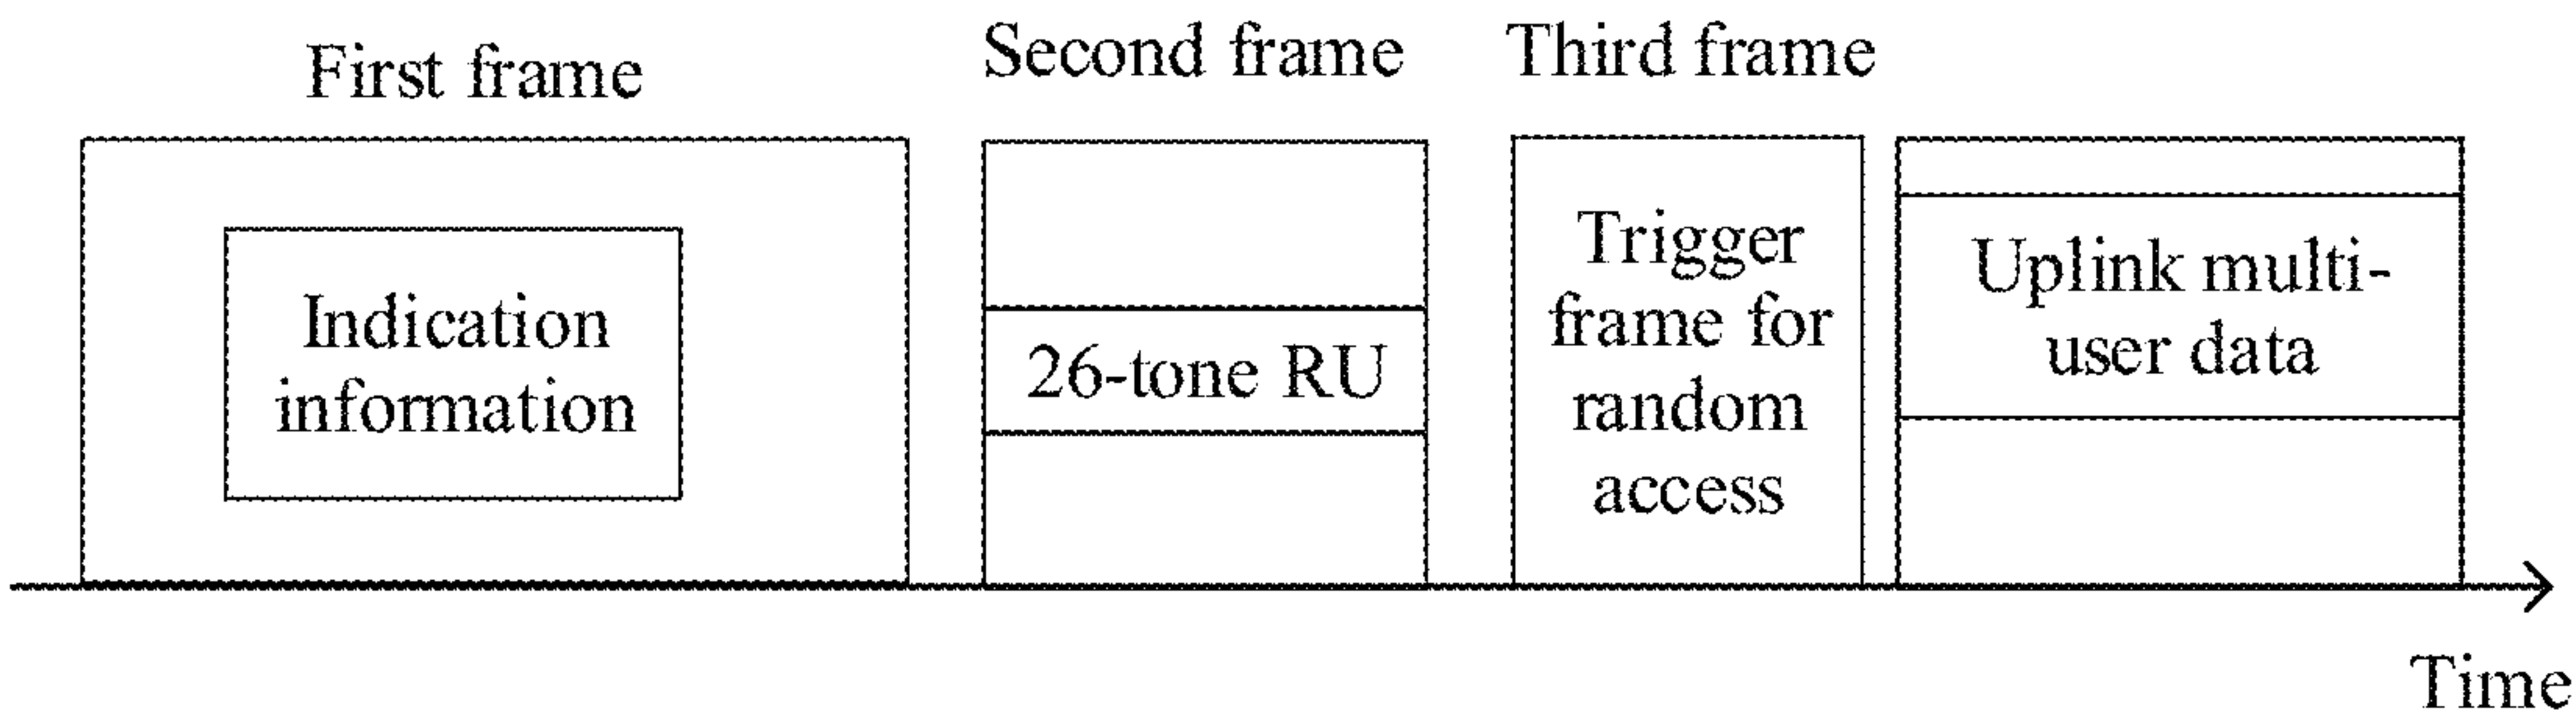 First frame
Second frame
Third frame
Indication
information
26-tone RU
Trigger
frame for
random
access
Uplink multi-
user data
Time